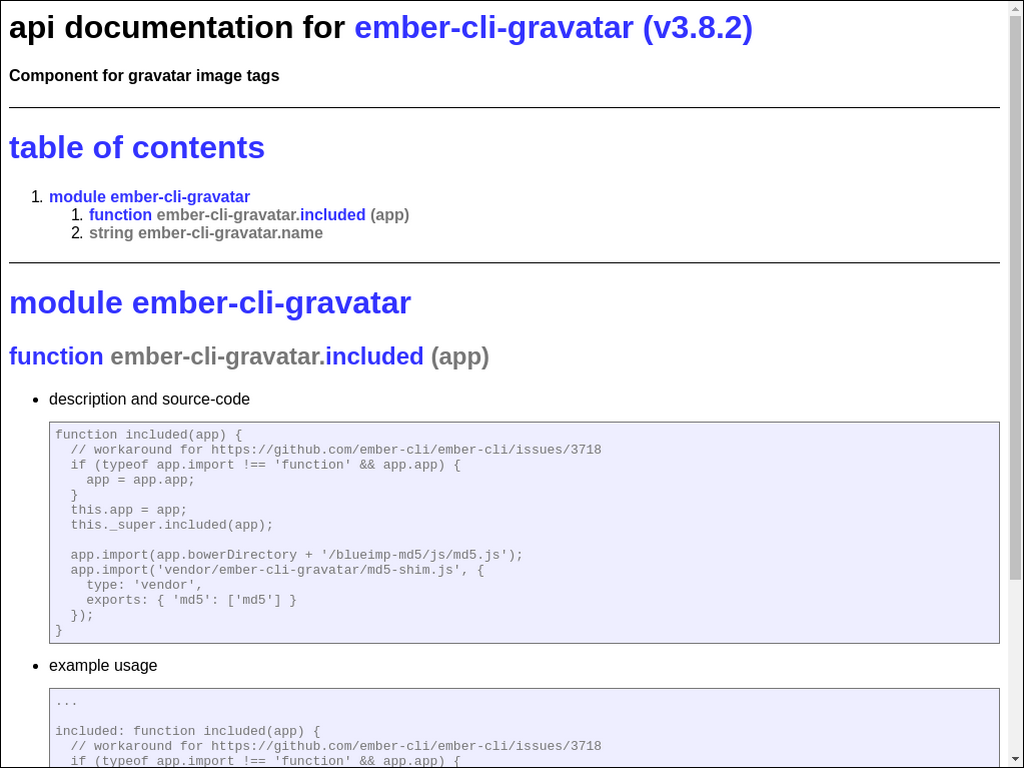 api documentation for ember-cli-gravatar (v3.8.2)
Component for gravatar image tags
table of contents
1. module ember-cli-gravatar
1. function ember-cli-gravatar.included (app)
2. string ember-cli-gravatar.name
module ember-cli-gravatar
function ember-cli-gravatar.included (app)
• description and source-code
function included(app) {
  // workaround for https://github.com/ember-cli/ember-cli/issues/3718
  if (typeof app.import !== 'function' && app.app) {
    app = app.app;
  }
  this.app = app;
  this._super.included(app);

  app.import(app.bowerDirectory + '/blueimp-md5/js/md5.js');
  app.import('vendor/ember-cli-gravatar/md5-shim.js', {
    type: 'vendor',
    exports: { 'md5': ['md5'] }
  });
}
• example usage
...

included: function included(app) {
  // workaround for https://github.com/ember-cli/ember-cli/issues/3718
  if (typeof app.import !== 'function' && app.app) {